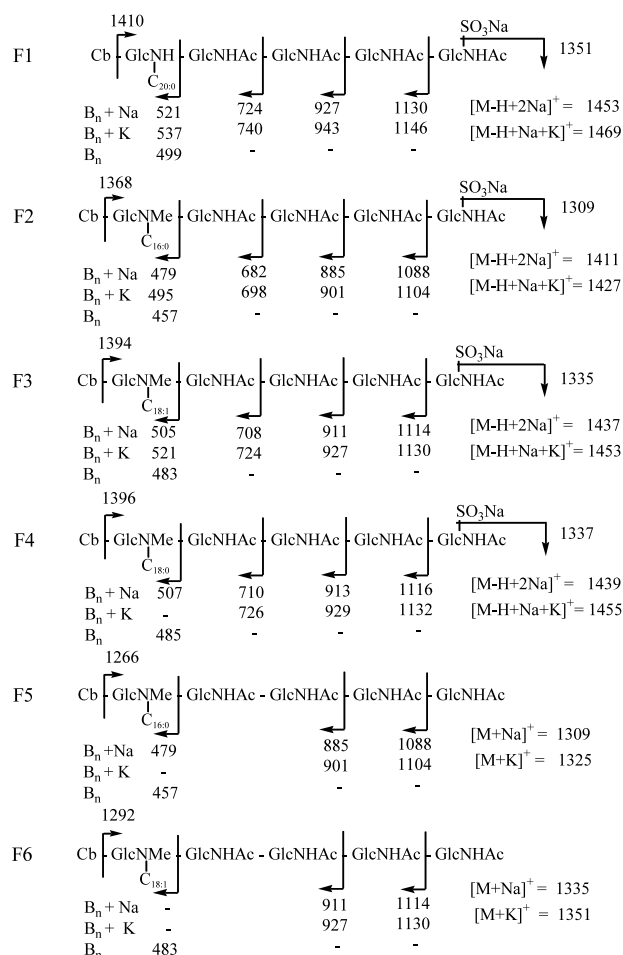 1410
SO₃Na
F1
Cb - GlcNH - GlcNHAc - GlcNHAc - GlcNHAc - GlcNHAc
1351
C₂₀:₀
Bₙ + Na 521 724 927 1130 [M-H+2Na]⁺ = 1453
Bₙ + K 537 740 943 1146 [M-H+Na+K]⁺ = 1469
Bₙ 499 - - -
1368
SO₃Na
F2
Cb - GlcNMe - GlcNHAc - GlcNHAc - GlcNHAc - GlcNHAc
1309
C₁₆:₀
Bₙ + Na 479 682 885 1088 [M-H+2Na]⁺ = 1411
Bₙ + K 495 698 901 1104 [M-H+Na+K]⁺ = 1427
Bₙ 457 - - -
1394
SO₃Na
F3
Cb - GlcNMe - GlcNHAc - GlcNHAc - GlcNHAc - GlcNHAc
1335
C₁₈:₁
Bₙ + Na 505 708 911 1114 [M-H+2Na]⁺ = 1437
Bₙ + K 521 724 927 1130 [M-H+Na+K]⁺ = 1453
Bₙ 483 - - -
1396
SO₃Na
F4
Cb - GlcNMe - GlcNHAc - GlcNHAc - GlcNHAc - GlcNHAc
1337
C₁₈:₀
Bₙ + Na 507 710 913 1116 [M-H+2Na]⁺ = 1439
Bₙ + K - 726 929 1132 [M-H+Na+K]⁺ = 1455
Bₙ 485 - - -
1266
F5
Cb - GlcNMe - GlcNHAc - GlcNHAc - GlcNHAc - GlcNHAc
C₁₆:₀
Bₙ +Na 479 885 1088 [M+Na]⁺ = 1309
Bₙ + K - 901 1104 [M+K]⁺ = 1325
Bₙ 457 - -
1292
F6
Cb - GlcNMe - GlcNHAc - GlcNHAc - GlcNHAc - GlcNHAc
C₁₈:₁
Bₙ + Na - 911 1114 [M+Na]⁺ = 1335
Bₙ + K - 927 1130 [M+K]⁺ = 1351
Bₙ 483 - -